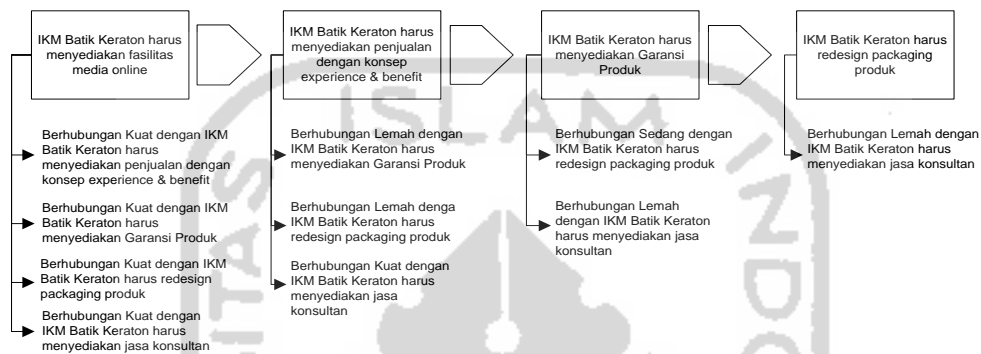 IKM Batik Keraton harus
menyediakan fasilitas
media online
IKM Batik Keraton harus
menyediakan penjualan
dengan konsep
experience & benefit
IKM Batik Keraton harus
menyediakan Garansi
Produk
IKM Batik Keraton harus
redesign packaging
produk
Berhubungan Kuat dengan IKM
Batik Keraton harus
menyediakan penjualan dengan
konsep experience & benefit
Berhubungan Kuat dengan IKM
Batik Keraton harus
menyediakan Garansi Produk
Berhubungan Kuat dengan IKM
Batik Keraton harus redesign
packaging produk
Berhubungan Kuat dengan
IKM Batik Keraton harus
menyediakan jasa konsultan
Berhubungan Lemah dengan
IKM Batik Keraton harus
menyediakan Garansi Produk
Berhubungan Lemah denga
IKM Batik Keraton harus
redesign packaging produk
Berhubungan Kuat dengan
IKM Batik Keraton harus
menyediakan jasa
konsultan
Berhubungan Sedang dengan
IKM Batik Keraton harus
redesign packaging produk
Berhubungan Lemah
dengan IKM Batik Keraton
harus menyediakan jasa
konsultan
Berhubungan Lemah dengan
IKM Batik Keraton harus
menyediakan jasa konsultan
ISLAM
ITAS
INDO